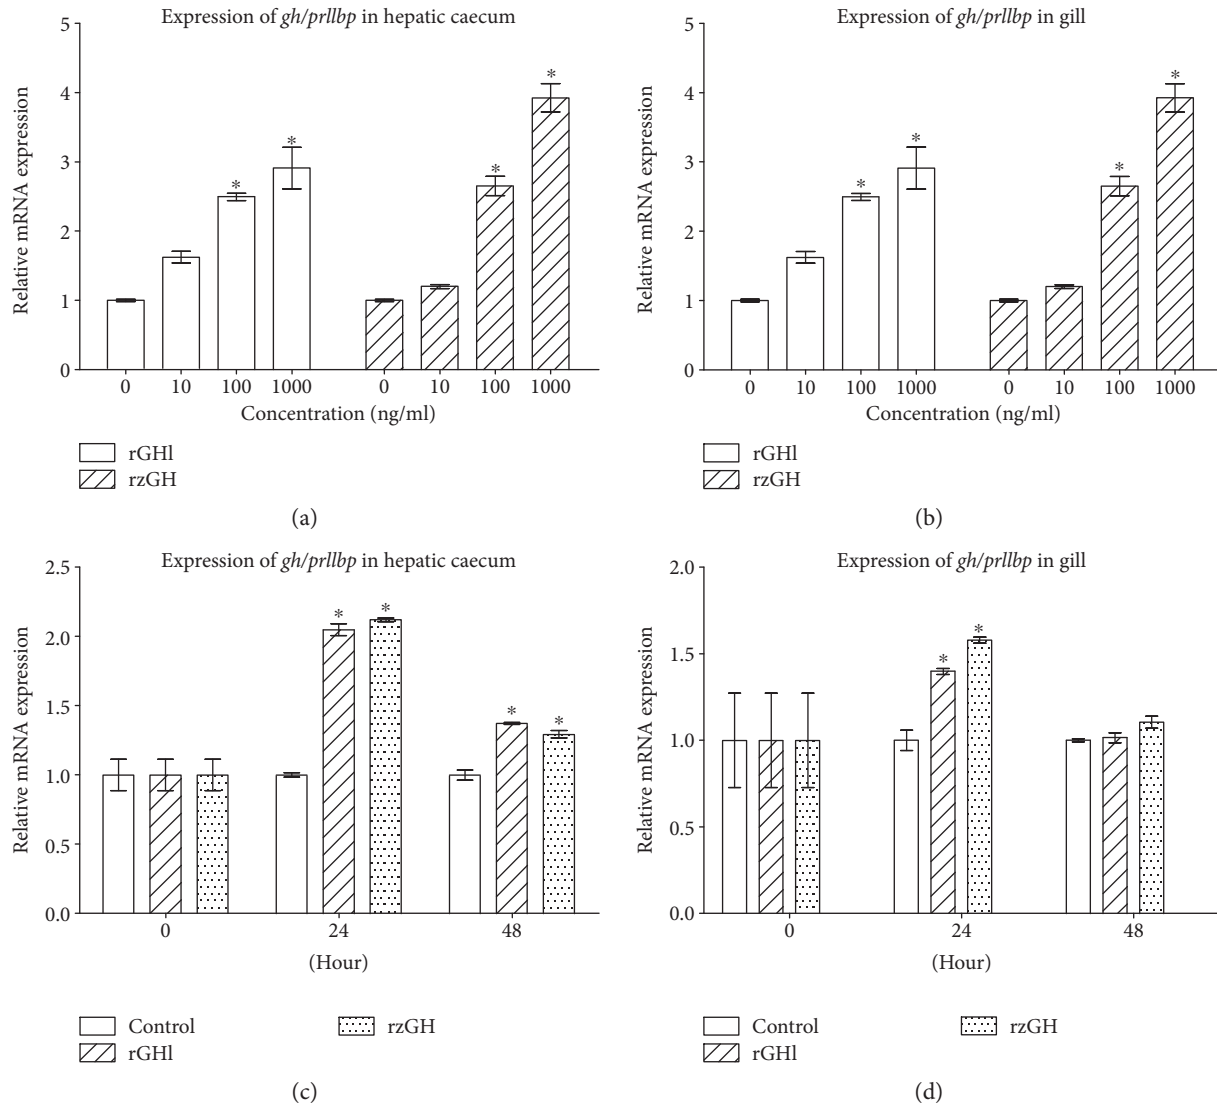 Expression of gh/prllbp in hepatic caecum
5
4
3
2
1
0
Relative mRNA expression
*
*
*
*
0 10 100 1000 0 10 100 1000
Concentration (ng/ml)
rGHl
rzGH
(a)
Expression of gh/prllbp in gill
5
4
3
2
1
0
Relative mRNA expression
*
*
*
*
0 10 100 1000 0 10 100 1000
Concentration (ng/ml)
rGHl
rzGH
(b)
Expression of gh/prllbp in hepatic caecum
2.5
2.0
1.5
1.0
0.5
0.0
Relative mRNA expression
*
*
*
*
0 24 48
(Hour)
Control
rGHl
rzGH
(c)
Expression of gh/prllbp in gill
2.0
1.5
1.0
0.5
0.0
Relative mRNA expression
*
*
0 24 48
(Hour)
Control
rGHl
rzGH
(d)